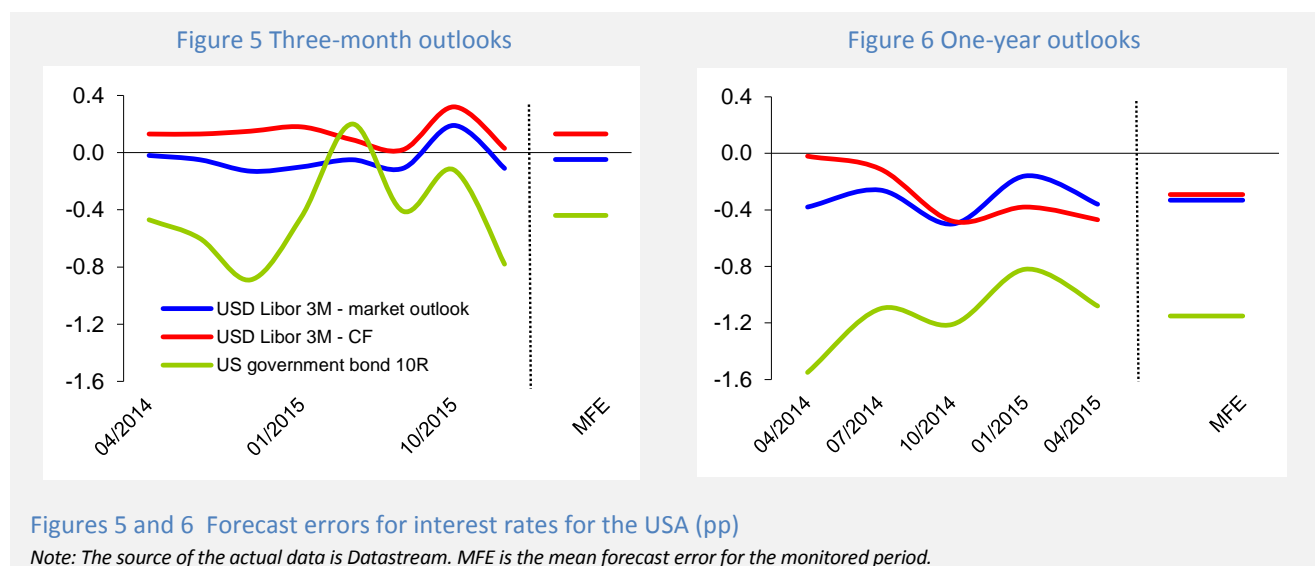 Figure 5 Three-month outlooks
0.4
0.0
-0.4
-0.8
-1.2
-1.6
USD Libor 3M - market outlook
USD Libor 3M - CF
US government bond 10R
04/2014
01/2015
10/2015
MFE
Figure 6 One-year outlooks
0.4
0.0
-0.4
-0.8
-1.2
-1.6
04/2014
07/2014
10/2014
01/2015
04/2015
MFE
Figures 5 and 6 Forecast errors for interest rates for the USA (pp)
Note: The source of the actual data is Datastream. MFE is the mean forecast error for the monitored period.